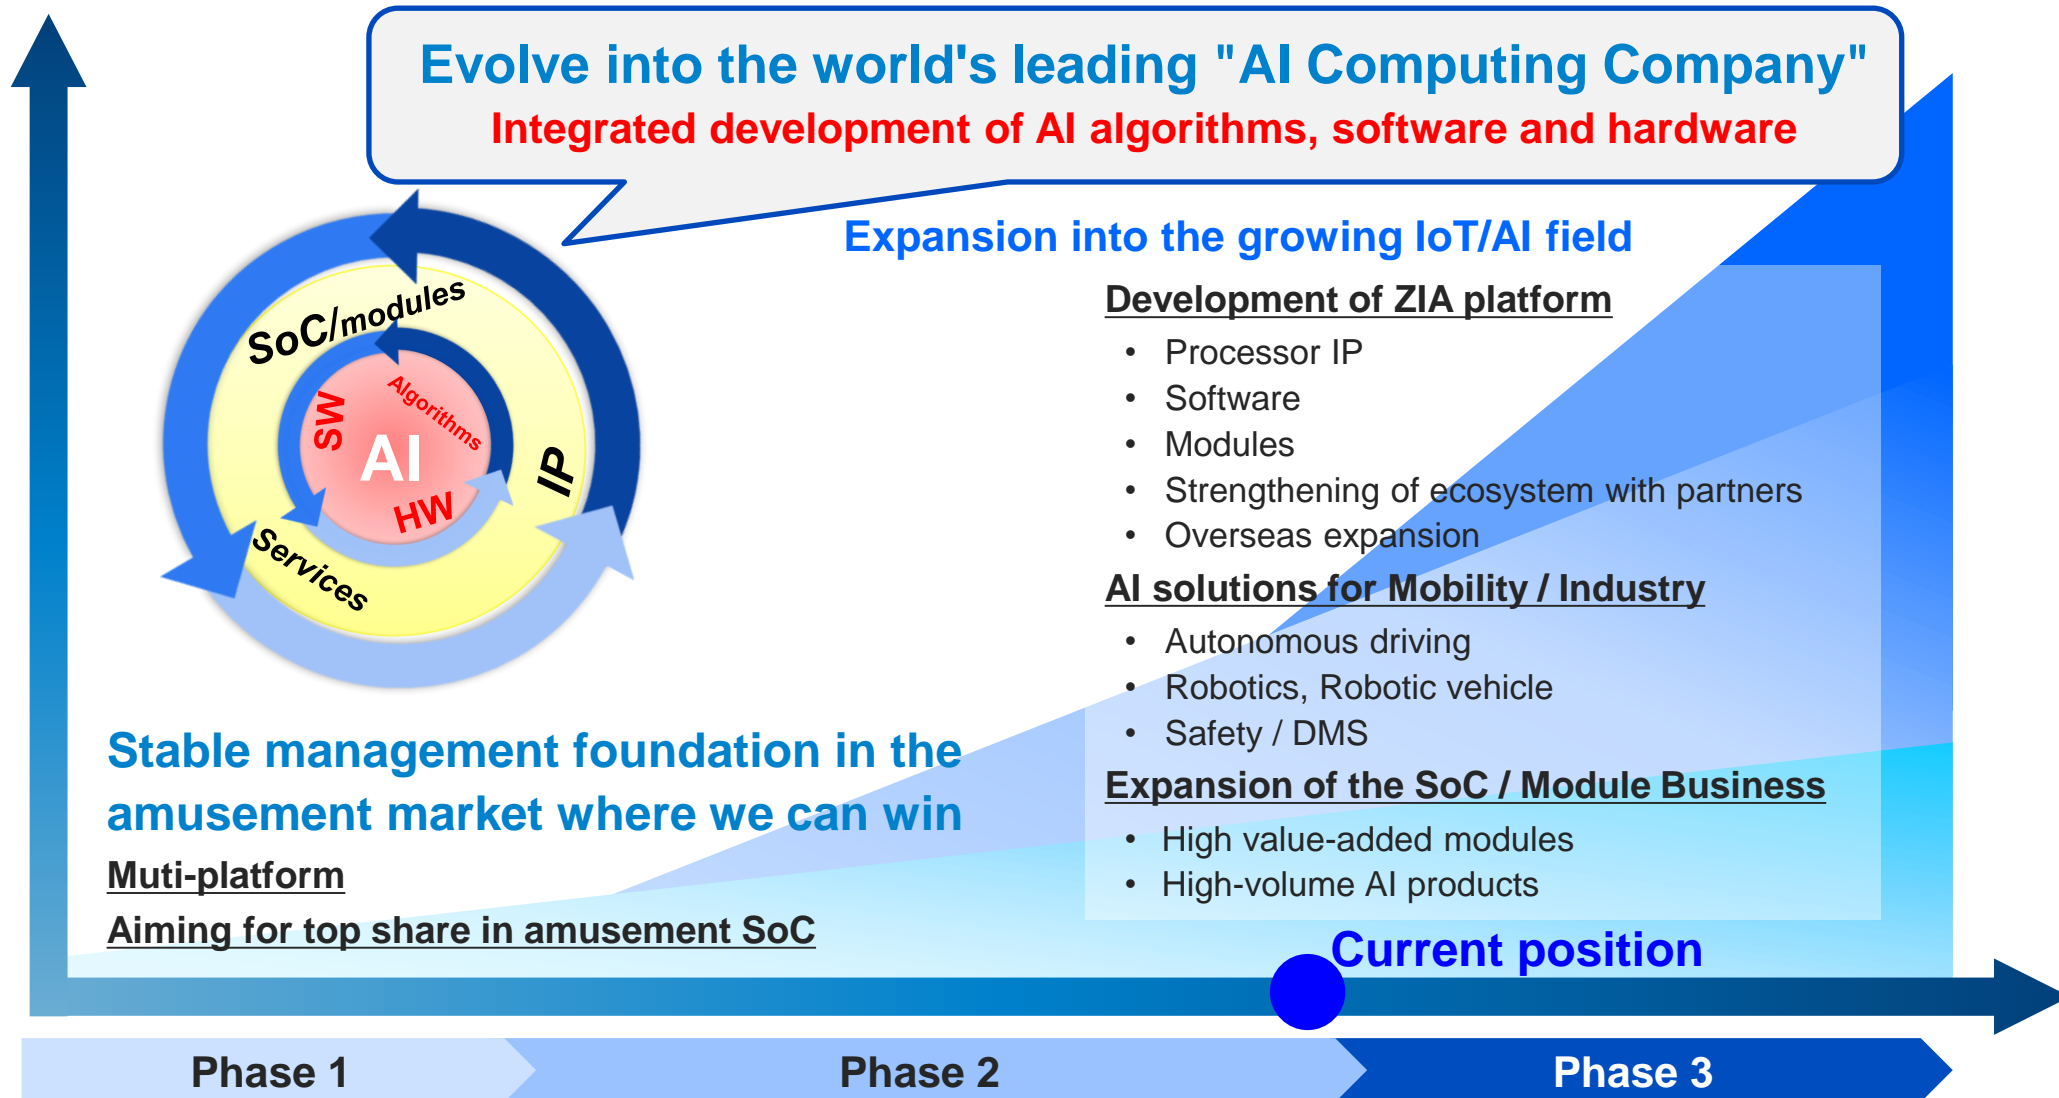 Evolve into the world's leading "AI Computing Company"
Integrated development of AI algorithms, software and hardware
Expansion into the growing IoT/AI field
SoC/modules
SW
Algorithms
AI
HW
IP
Services
Development of ZIA platform
• Processor IP
• Software
• Modules
• Strengthening of ecosystem with partners
• Overseas expansion
AI solutions for Mobility / Industry
• Autonomous driving
• Robotics, Robotic vehicle
• Safety / DMS
Expansion of the SoC / Module Business
• High value-added modules
• High-volume AI products
Stable management foundation in the
amusement market where we can win
Muti-platform
Aiming for top share in amusement SoC
Current position
Phase 1
Phase 2
Phase 3